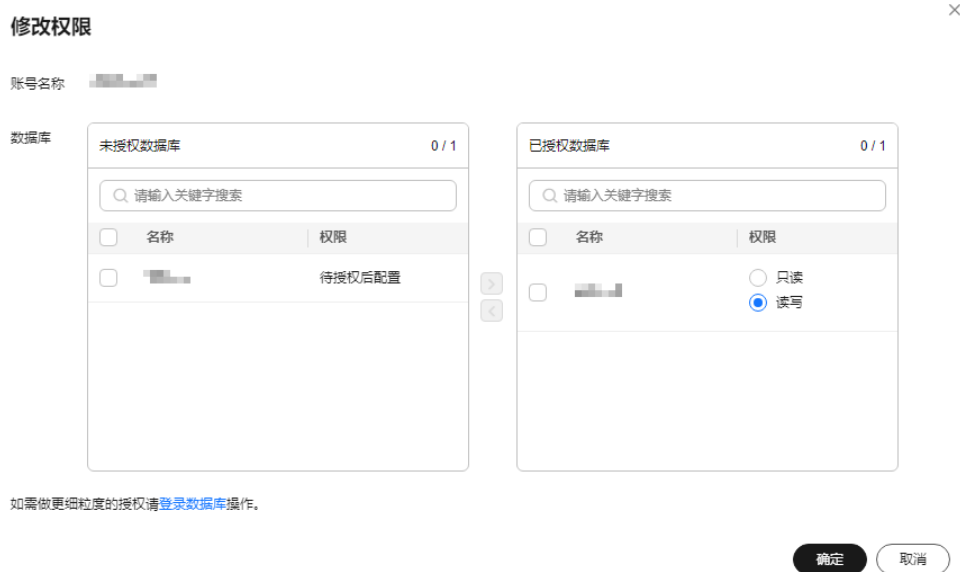 修改权限
账号名称
数据库
未授权数据库 0 / 1
请输入关键字搜索
名称 权限
待授权后配置
已授权数据库 0 / 1
请输入关键字搜索
名称 权限
只读
读写
如需做更细粒度的授权请登录数据库操作。
确定 取消